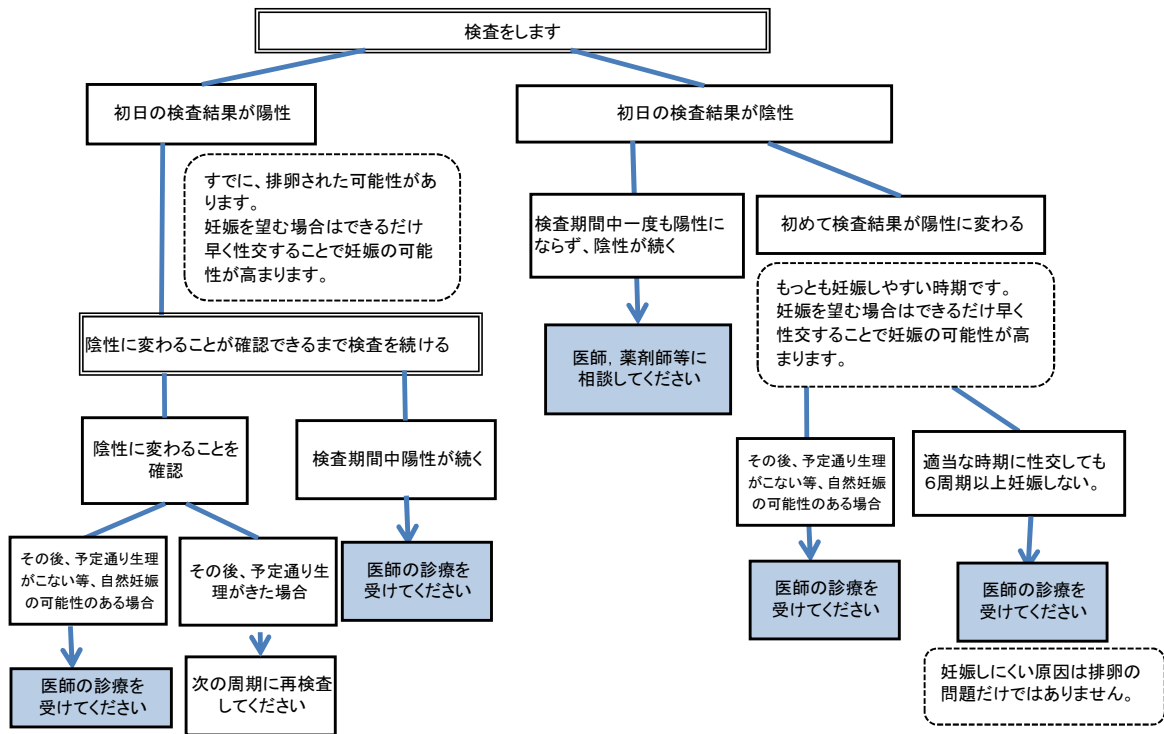 検査をします
初日の検査結果が陽性
初日の検査結果が陰性
すでに、排卵された可能性があ
ります。
妊娠を望む場合はできるだけ
早く性交することで妊娠の可能
性が高まります。
検査期間中一度も陽性に
ならず、陰性が続く
初めて検査結果が陽性に変わる
もっとも妊娠しやすい時期です。
妊娠を望む場合はできるだけ早く
性交することで妊娠の可能性が高
まります。
陰性に変わることが確認できるまで検査を続ける
医師,薬剤師等に
相談してください
陰性に変わることを
確認
検査期間中陽性が続く
その後、予定通り生理
がこない等、自然妊娠
の可能性のある場合
適当な時期に性交しても
6周期以上妊娠しない。
その後、予定通り生理
がこない等、自然妊娠
の可能性のある場合
その後、予定通り生
理がきた場合
医師の診療を
受けてください
医師の診療を
受けてください
医師の診療を
受けてください
医師の診療を
受けてください
次の周期に再検査
してください
妊娠しにくい原因は排卵の
問題だけではありません。